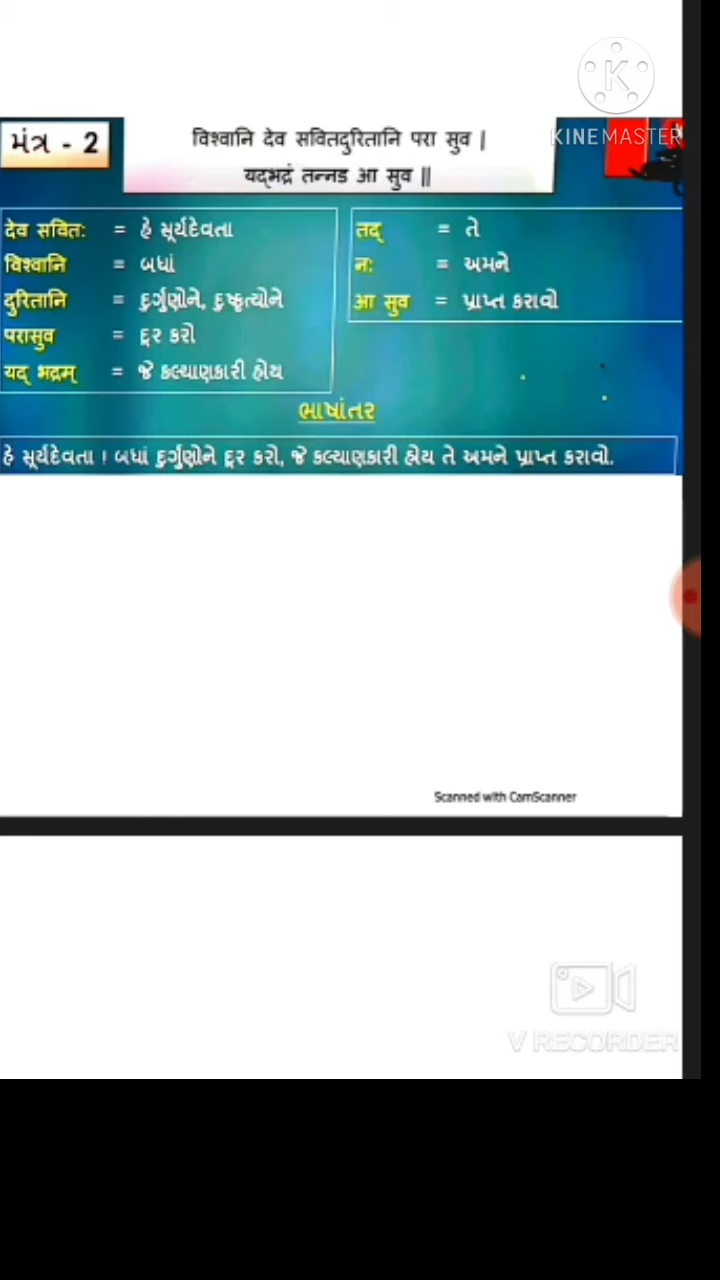 KINEMASTER
મંત્ર - 2
विश्वानि देव सवितदुरितानि परा सुव |
यद्भद्रं तन्नड आ सुव ||
देव सवितः = હે સૂર્યદેવતા
विश्वानि = બધાં
दुरितानि = દુર્ગુણોને, દુષ્કૃત્યોને
परासुव = દૂર કરો
यद् भद्रम् = જે કલ્યાણકારી હોય
तद् = તે
नः = અમને
आ सुव = પ્રાપ્ત કરાવો
ભાષાંતર
હે સૂર્યદેવતા ! બધાં દુર્ગુણોને દૂર કરો, જે કલ્યાણકારી હોય તે અમને પ્રાપ્ત કરાવો.
Scanned with CamScanner
V RECORDER